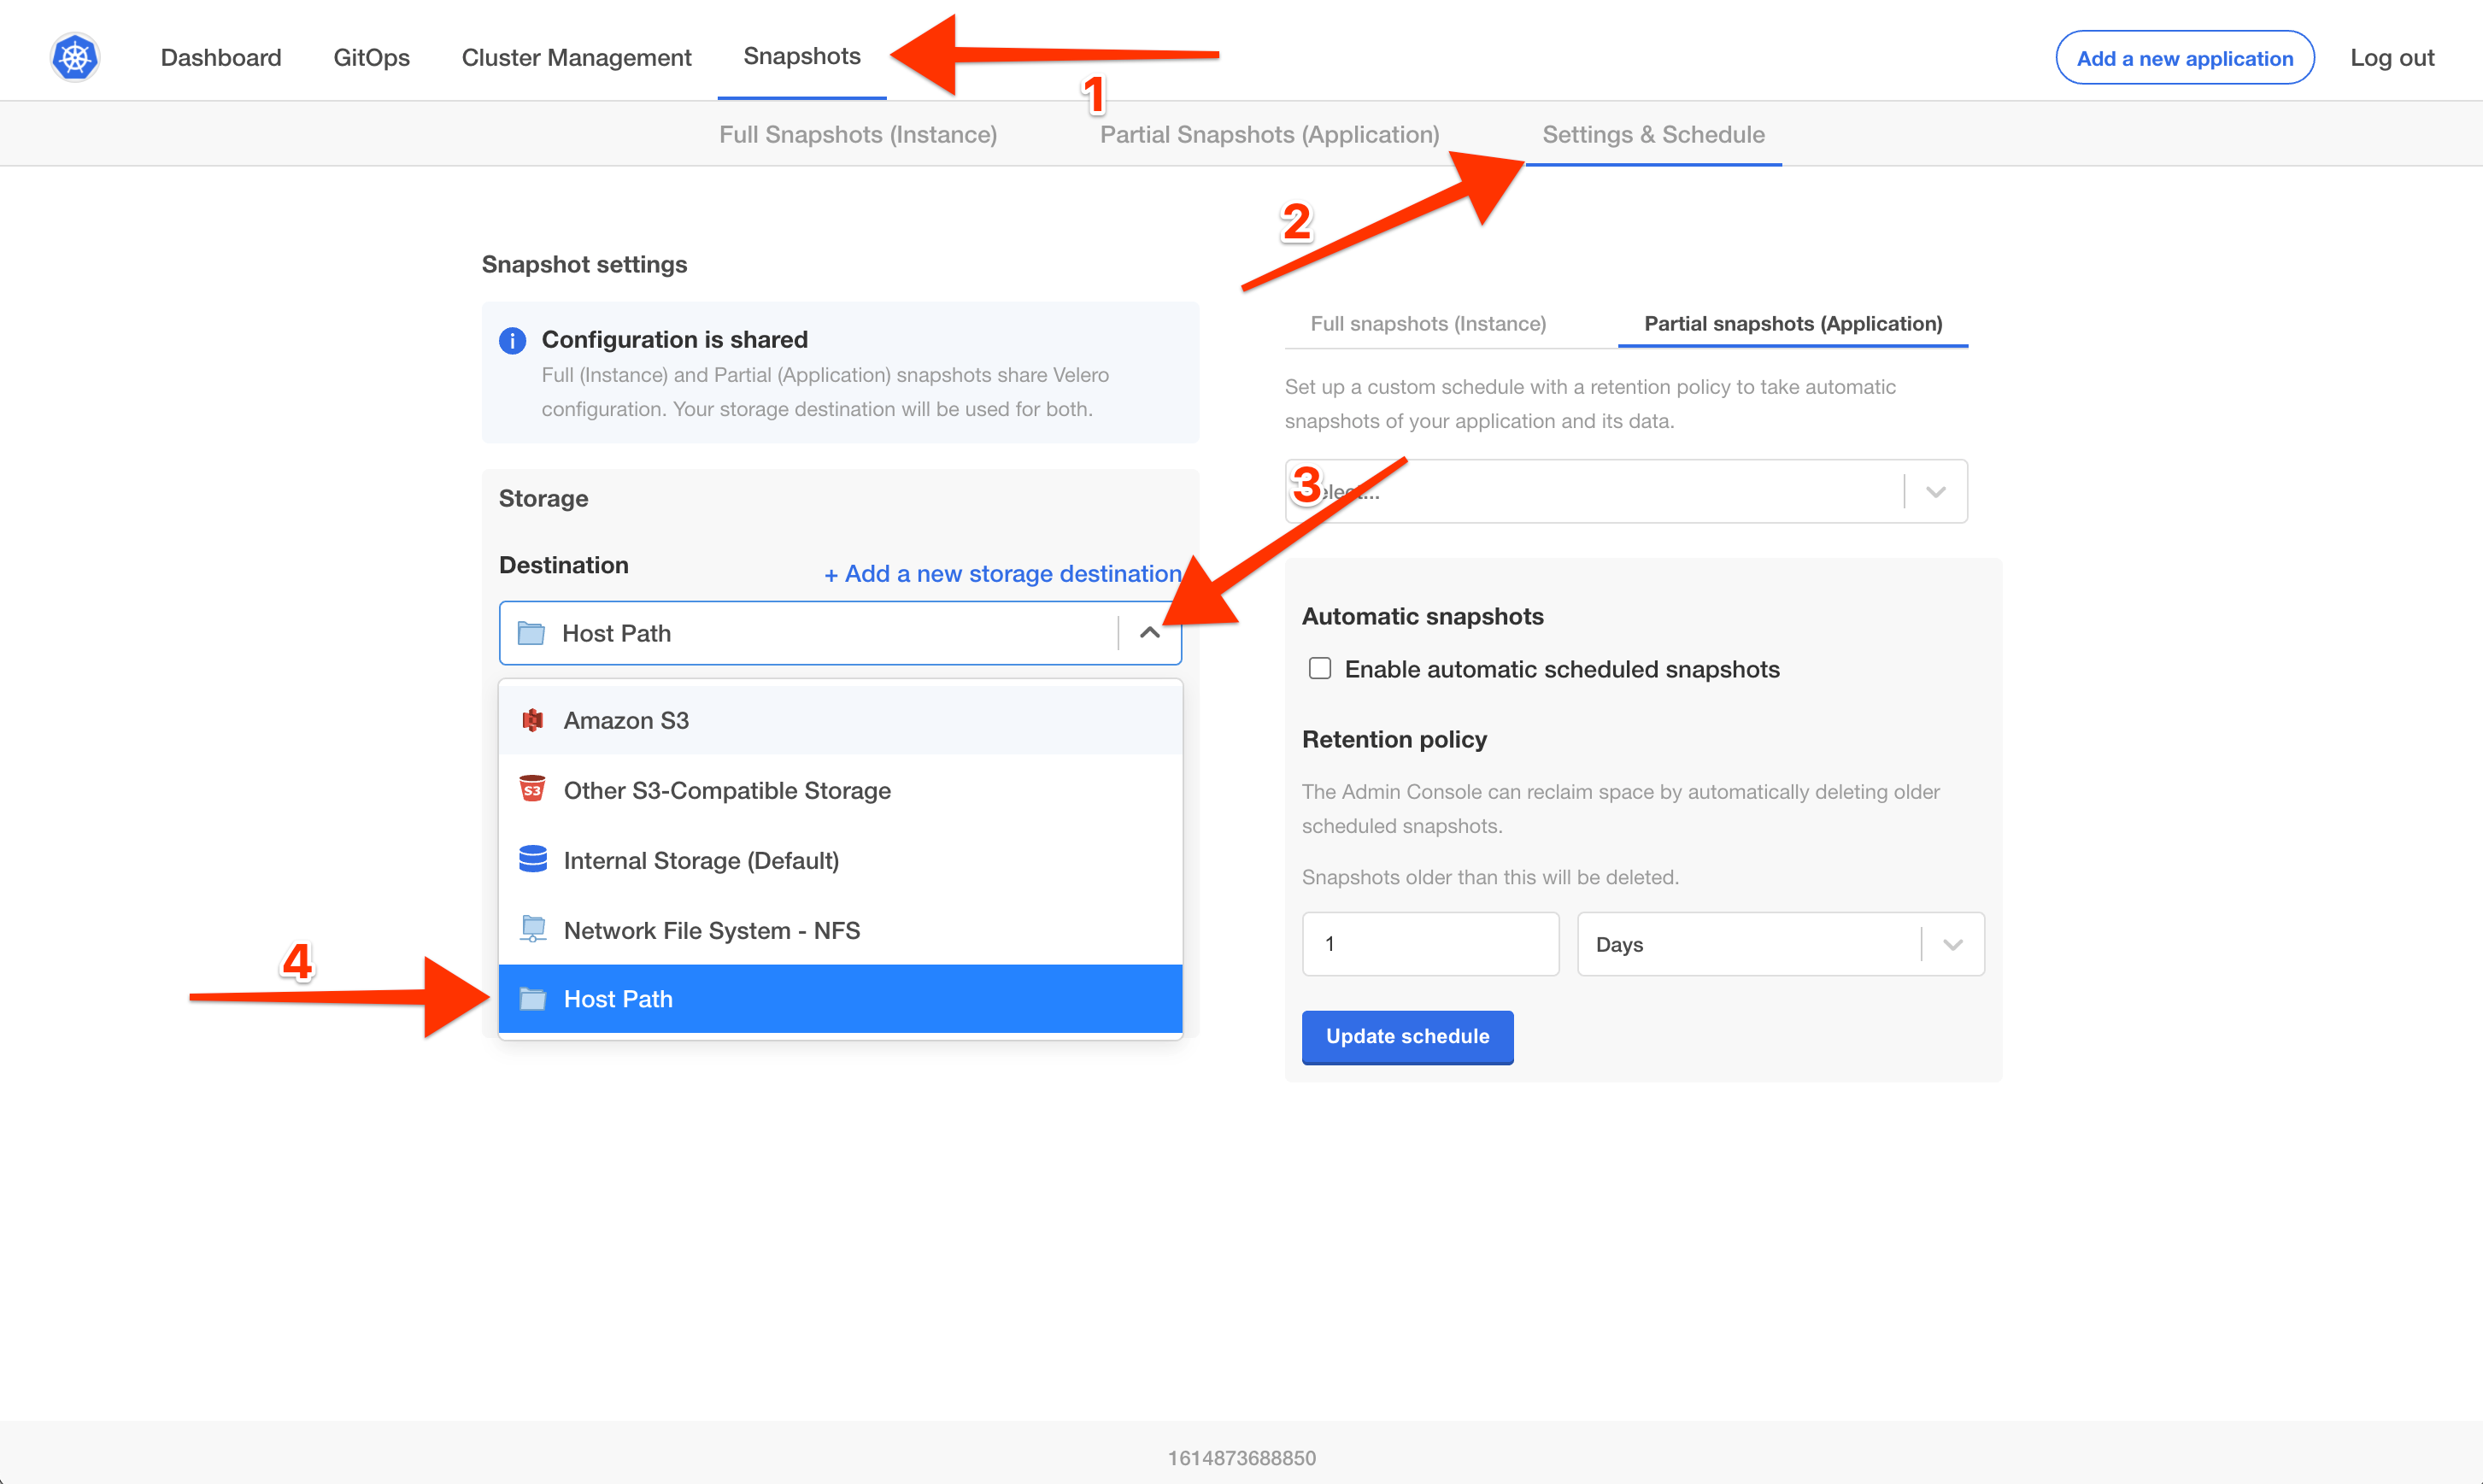 Dashboard GitOps Cluster Management Snapshots Add a new application Log out
1
Full Snapshots (Instance) Partial Snapshots (Application) Settings & Schedule
2
Snapshot settings
Configuration is shared
Full (Instance) and Partial (Application) snapshots share Velero
configuration. Your storage destination will be used for both.
Storage
Destination
+ Add a new storage destination
Host Path
Amazon S3
S3 Other S3-Compatible Storage
Internal Storage (Default)
Network File System - NFS
4
Host Path
Full snapshots (Instance) Partial snapshots (Application)
Set up a custom schedule with a retention policy to take automatic
snapshots of your application and its data.
3
Automatic snapshots
Enable automatic scheduled snapshots
Retention policy
The Admin Console can reclaim space by automatically deleting older
scheduled snapshots.
Snapshots older than this will be deleted.
1 Days
Update schedule
1614873688850